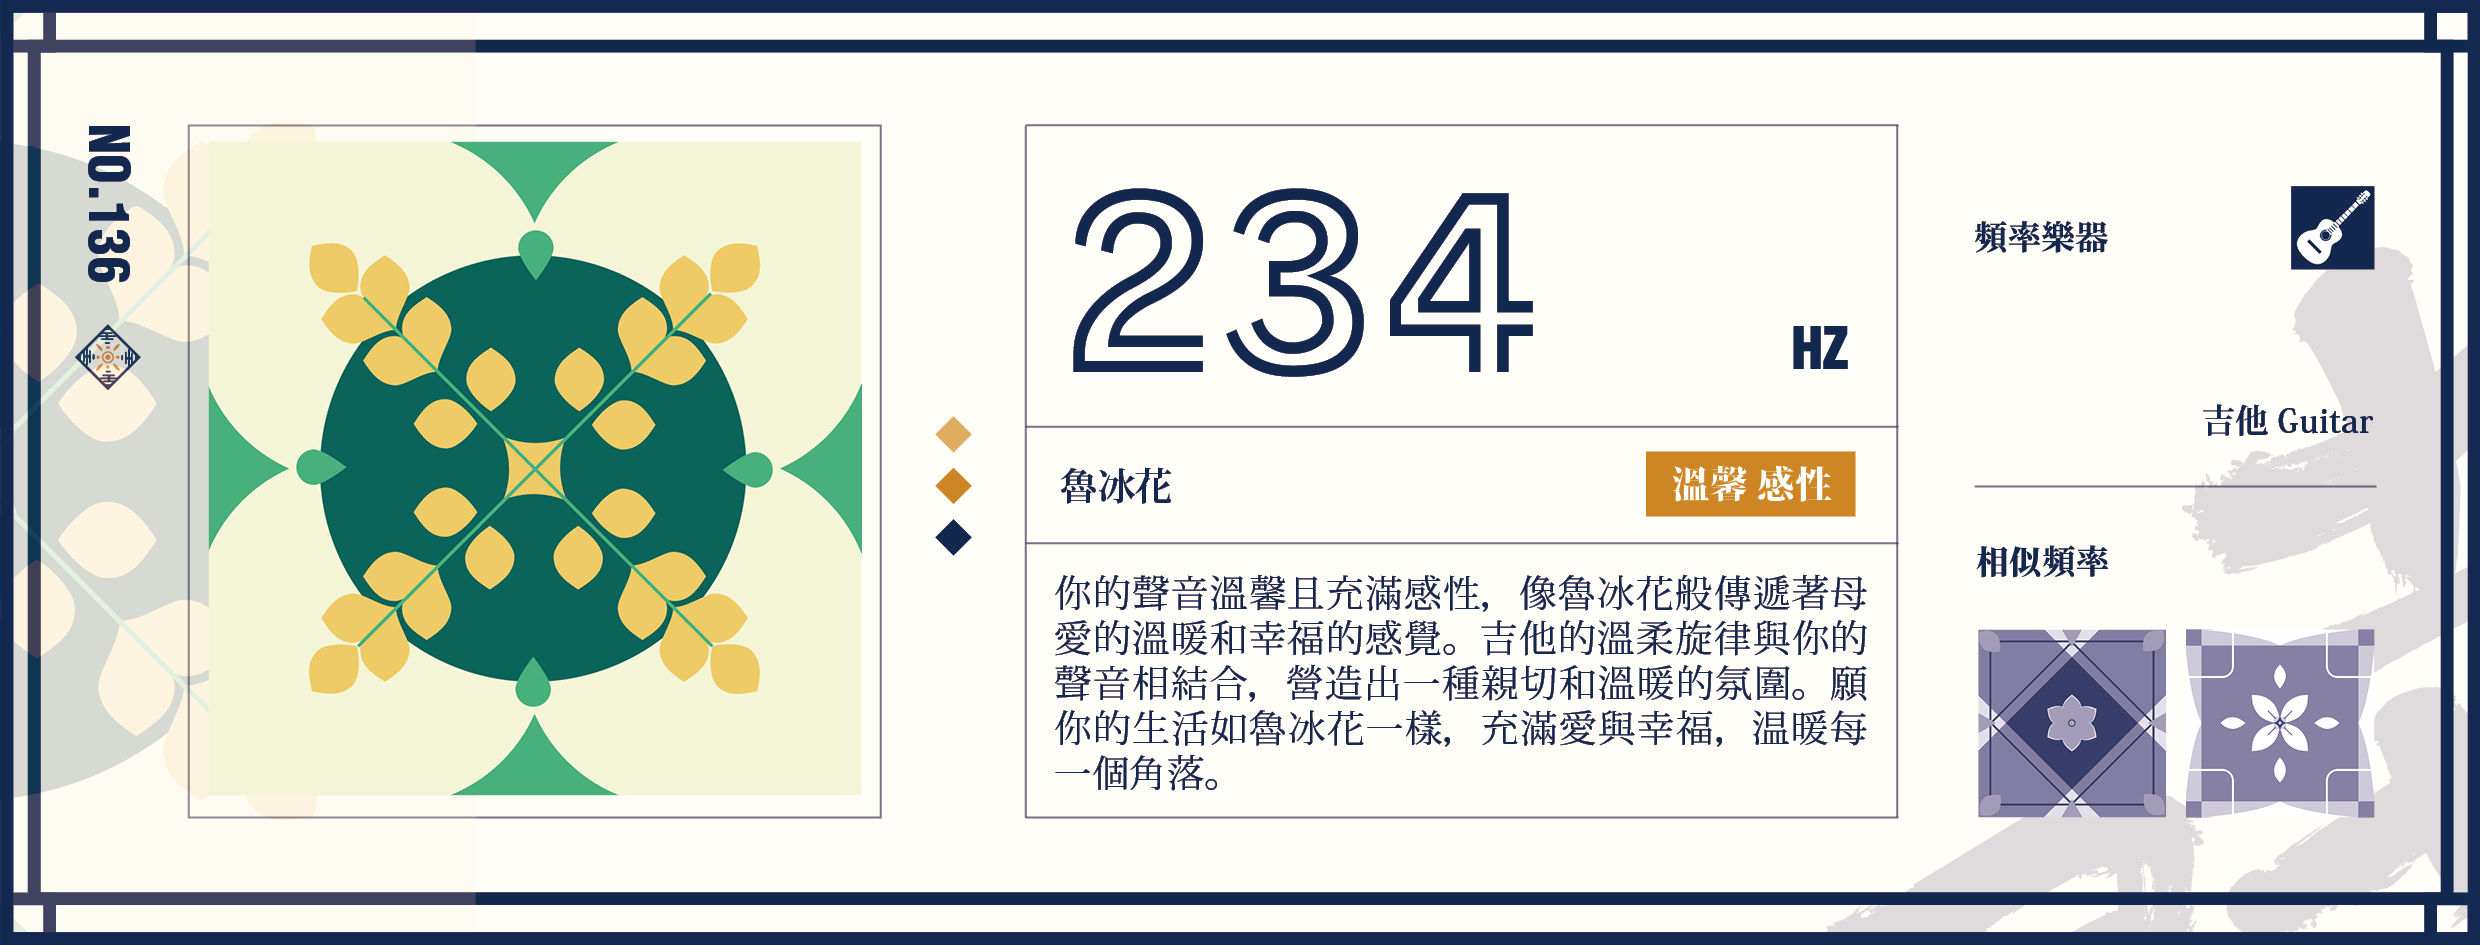 NO.136
234
HZ
魯冰花
溫馨 感性
你的聲音溫馨且充滿感性，像魯冰花般傳遞著母
愛的溫暖和幸福的感覺。吉他的溫柔旋律與你的
聲音相結合，營造出一種親切和溫暖的氛圍。願
你的生活如魯冰花一樣，充滿愛與幸福，温暖每
一個角落。
頻率樂器
吉他 Guitar
相似頻率